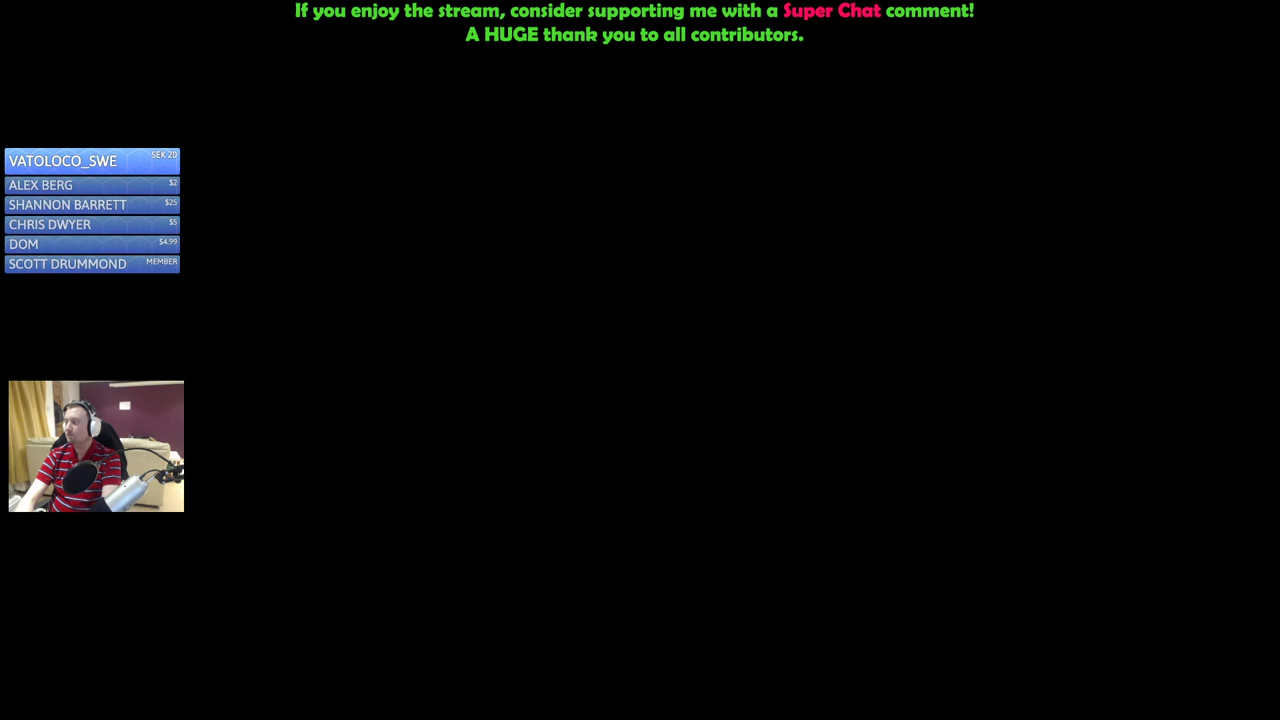 If you enjoy the stream, consider supporting me with a Super Chat comment!
A HUGE thank you to all contributors.
VATOLOCO_SWE SEK 20
ALEX BERG $2
SHANNON BARRETT $25
CHRIS DWYER $5
DOM $4.99
SCOTT DRUMMOND MEMBER